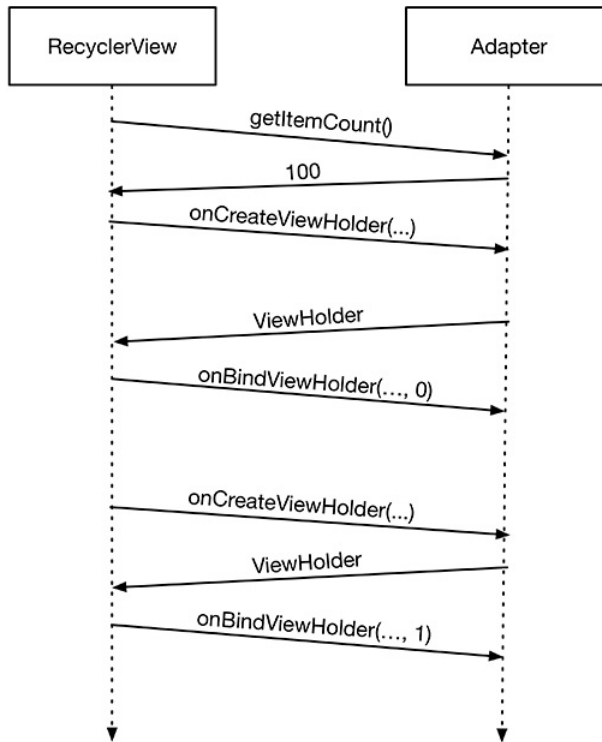 RecyclerView
Adapter
getItemCount()
100
onCreateViewHolder(...)
ViewHolder
onBindViewHolder(..., 0)
onCreateViewHolder(...)
ViewHolder
onBindViewHolder(..., 1)